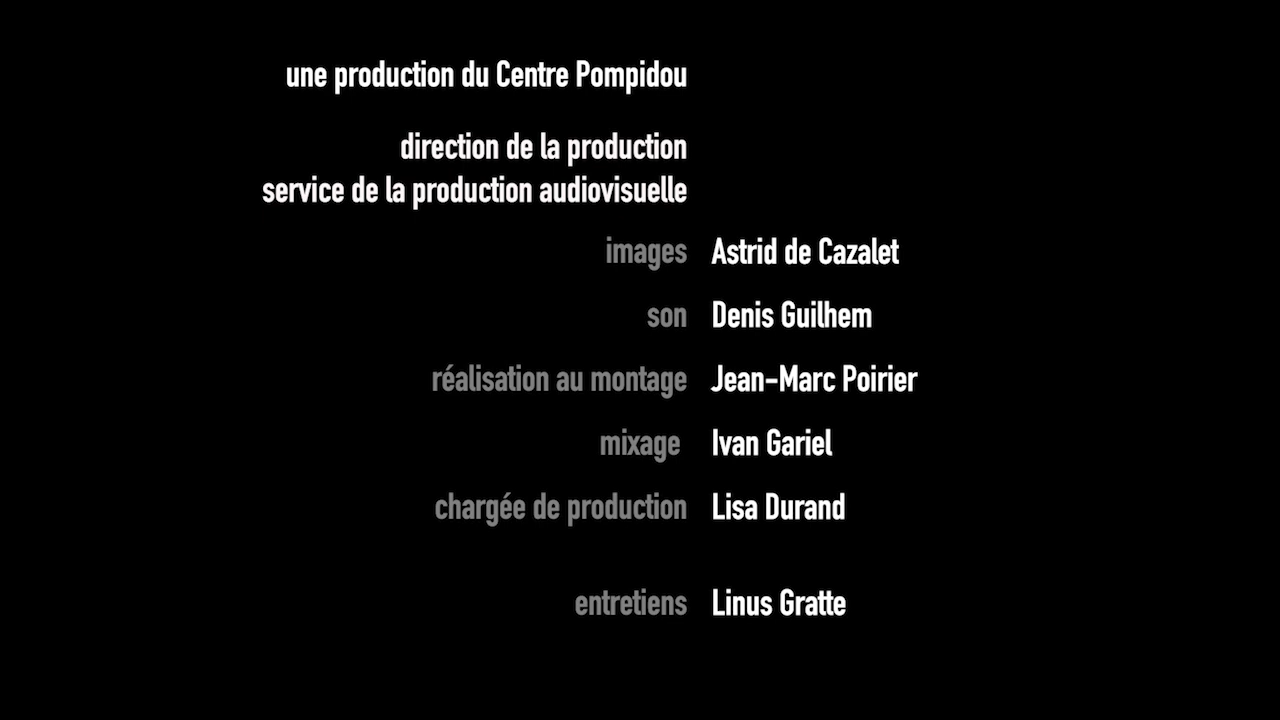 une production du Centre Pompidou
direction de la production
service de la production audiovisuelle
images Astrid de Cazalet
son Denis Guilhem
réalisation au montage Jean-Marc Poirier
mixage Ivan Gariel
chargée de production Lisa Durand
entretiens Linus Gratte